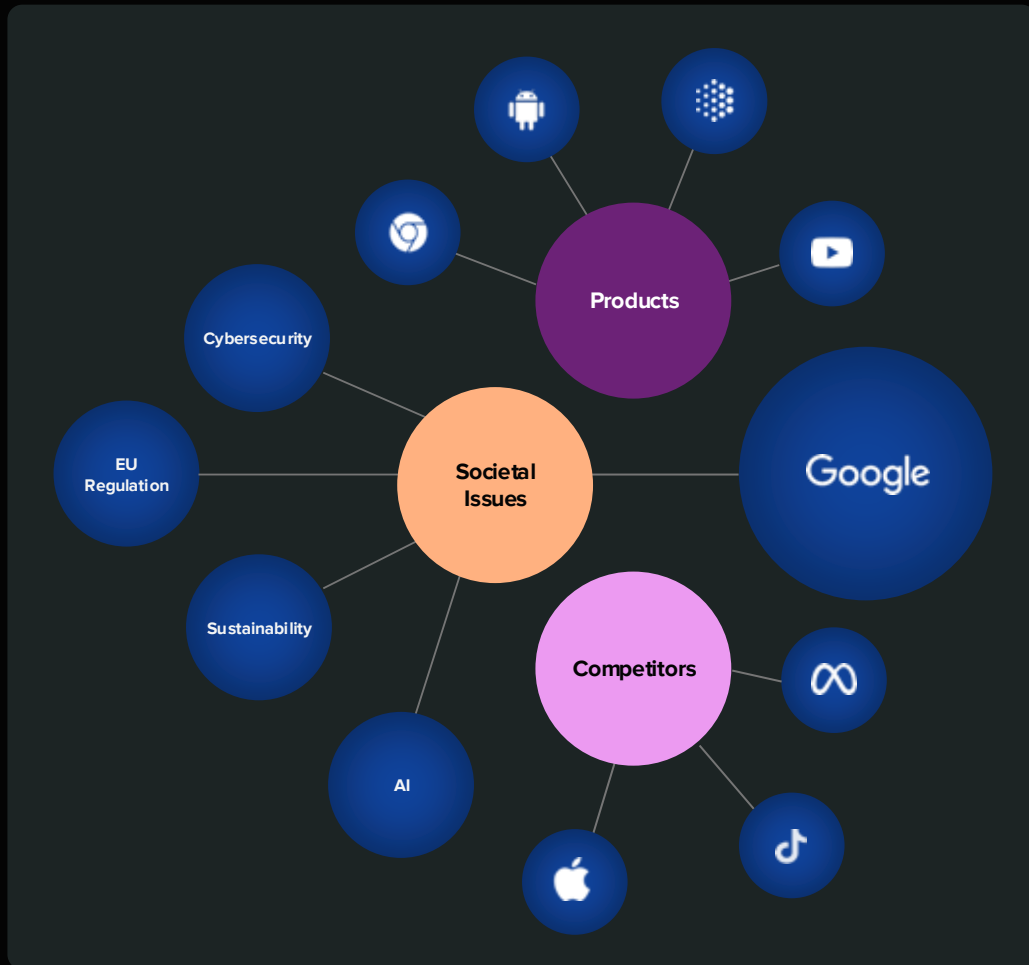 Products
Cybersecurity
EU
Regulation
Societal
Issues
Google
Sustainability
Competitors
AI